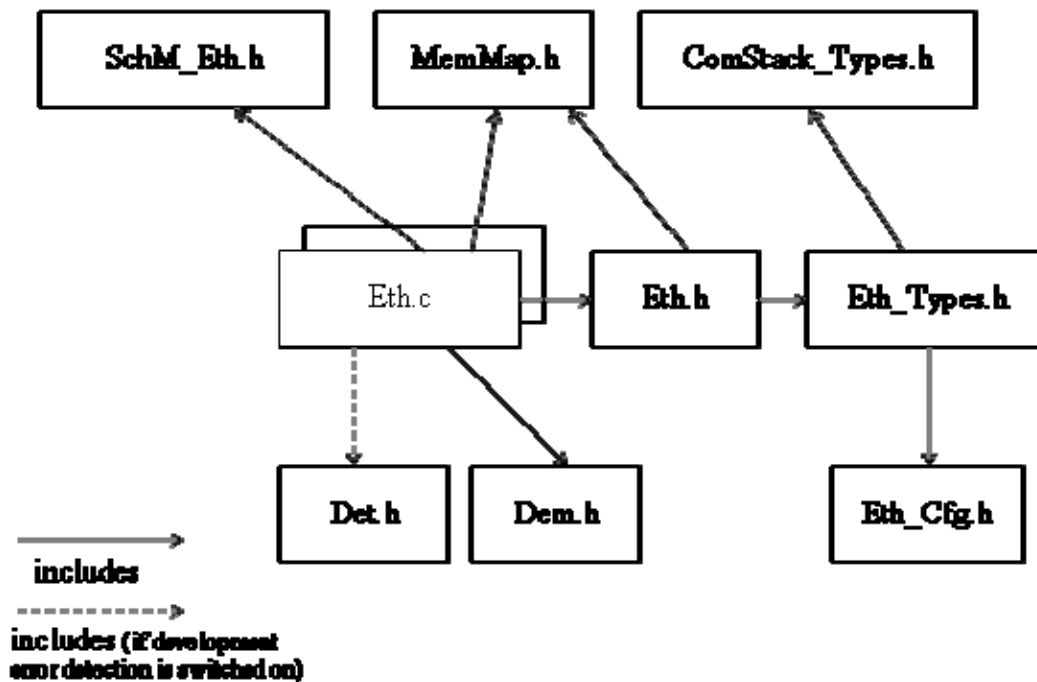 SchM_Eth.h
MemMap.h
ComStack_Types.h
Eth.c
Eth.h
Eth_Types.h
Det.h
Dem.h
Eth_Cfg.h
includes
includes (if development
error detection is switched on)